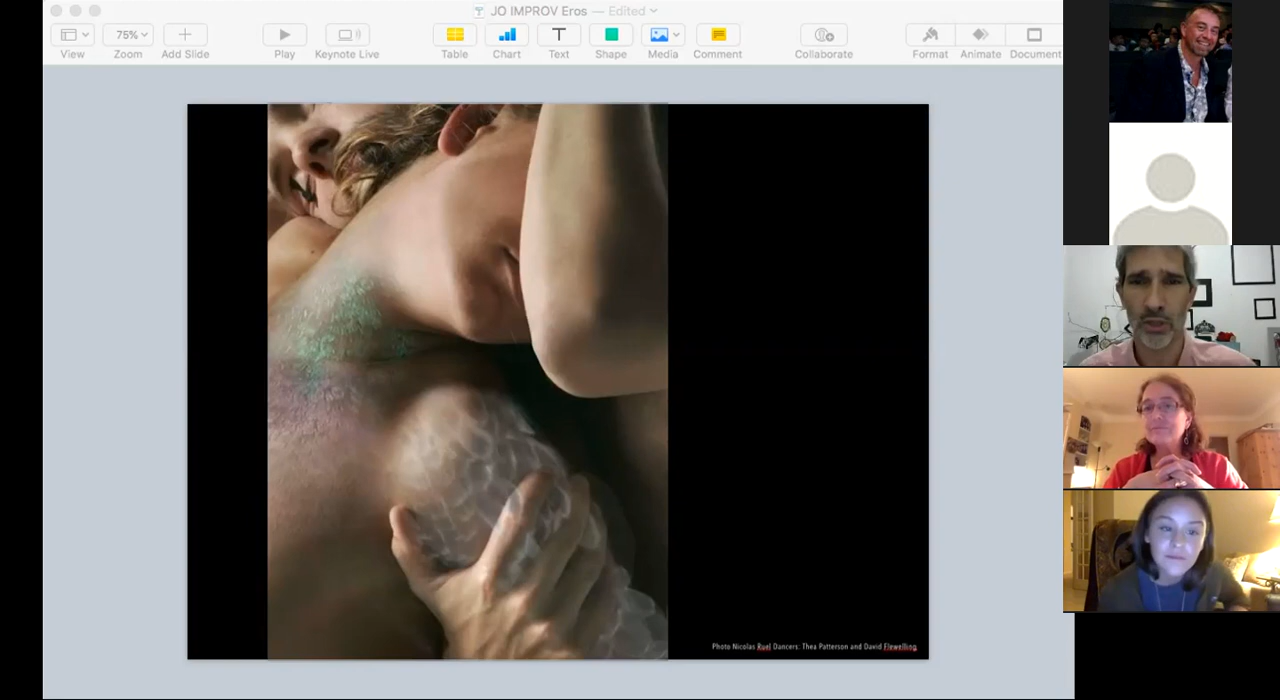 JO IMPROV Eros — Edited
75%
View
Zoom
Add Slide
Play
Keynote Live
Table
Chart
T
Text
Shape
Media
Comment
Collaborate
Format
Animate
Document
Photo Nicolas Ruel Dancers: Thea Patterson and David Flewelling